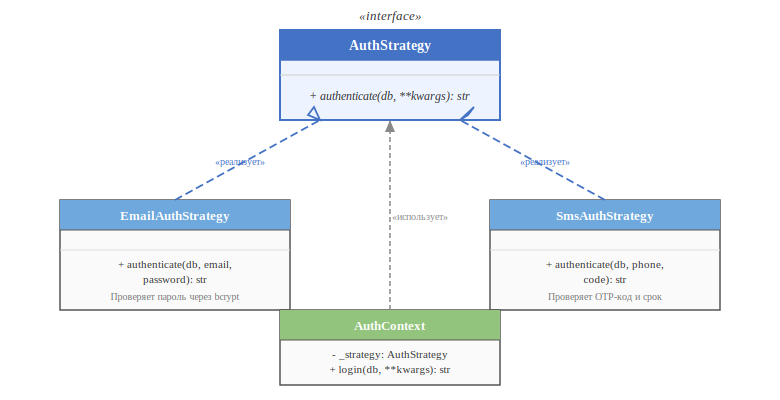 «interface»
AuthStrategy
+ authenticate(db, **kwargs): str
«реализует»
«реализует»
«использует»
EmailAuthStrategy
+ authenticate(db, email,
password): str
Проверяет пароль через bcrypt
SmsAuthStrategy
+ authenticate(db, phone,
code): str
Проверяет OTP-код и срок
AuthContext
- _strategy: AuthStrategy
+ login(db, **kwargs): str